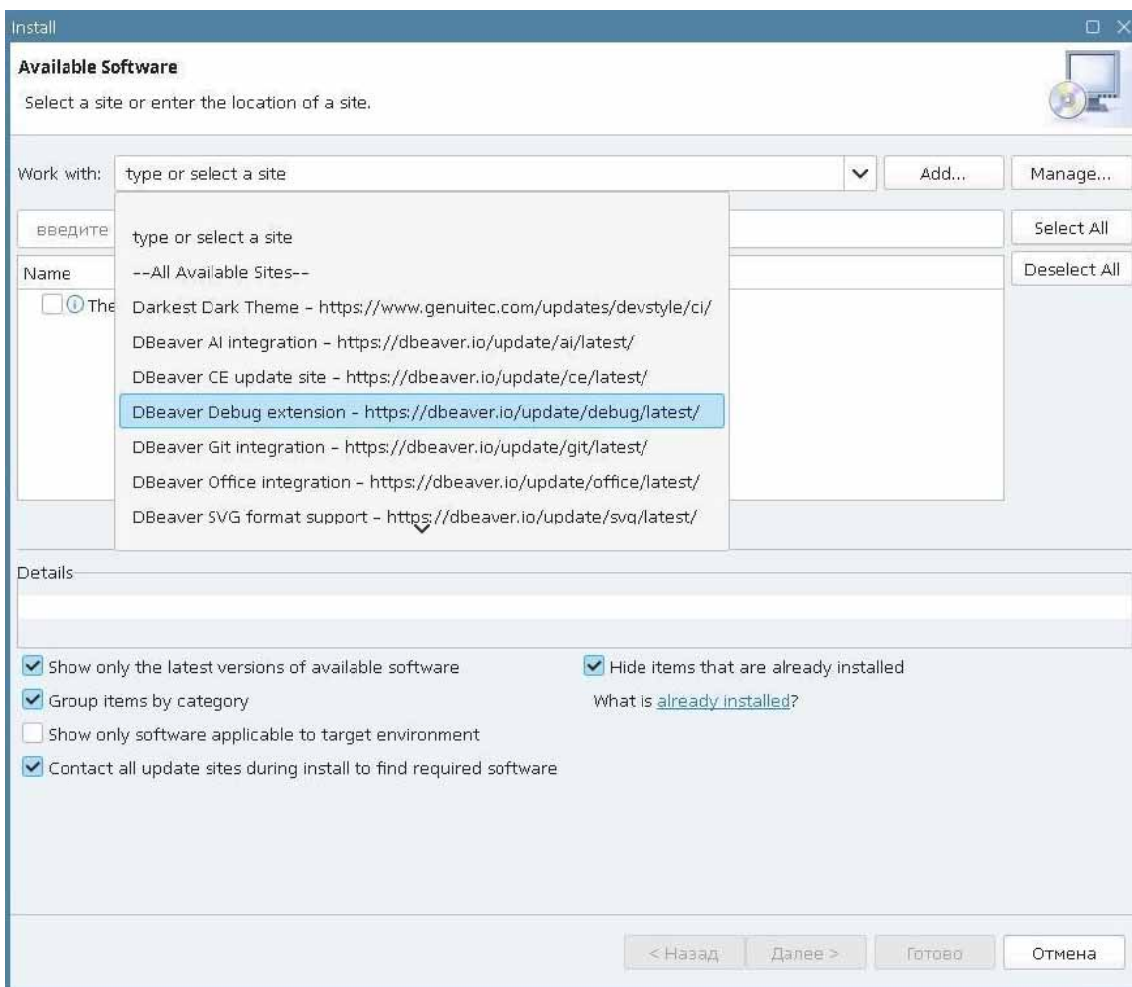 Install
Available Software
Select a site or enter the location of a site.
Work with: type or select a site Add... Manage...
введите Select All
type or select a site
Name --All Available Sites-- Deselect All
The Darkest Dark Theme – https://www.genuitec.com/updates/devstyle/ci/
DBeaver AI integration – https://dbeaver.io/update/ai/latest/
DBeaver CE update site – https://dbeaver.io/update/ce/latest/
DBeaver Debug extension – https://dbeaver.io/update/debug/latest/
DBeaver Git integration – https://dbeaver.io/update/git/latest/
DBeaver Office integration – https://dbeaver.io/update/office/latest/
DBeaver SVG format support – https://dbeaver.io/update/svg/latest/
Details
Show only the latest versions of available software Hide items that are already installed
Group items by category What is already installed?
Show only software applicable to target environment
Contact all update sites during install to find required software
< Назад Далее > Готово Отмена